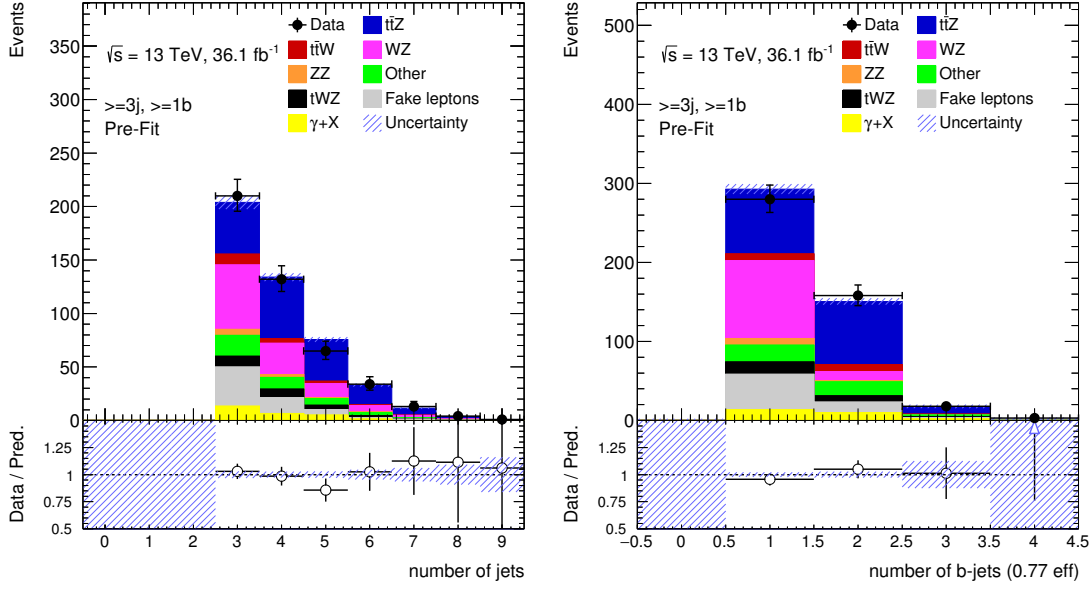 Events
350
300
250
200
150
100
50
0
√s = 13 TeV, 36.1 fb-1
>=3j, >=1b
Pre-Fit
Data
tt̄Z
tt̄W
WZ
ZZ
Other
tWZ
Fake leptons
γ+X
Uncertainty
Data / Pred.
1.25
1
0.75
0.5
0 1 2 3 4 5 6 7 8 9
number of jets
Events
500
400
300
200
100
0
√s = 13 TeV, 36.1 fb-1
>=3j, >=1b
Pre-Fit
Data
tt̄Z
tt̄W
WZ
ZZ
Other
tWZ
Fake leptons
γ+X
Uncertainty
Data / Pred.
1.25
1
0.75
0.5
−0.5 0 0.5 1 1.5 2 2.5 3 3.5 4 4.5
number of b-jets (0.77 eff)